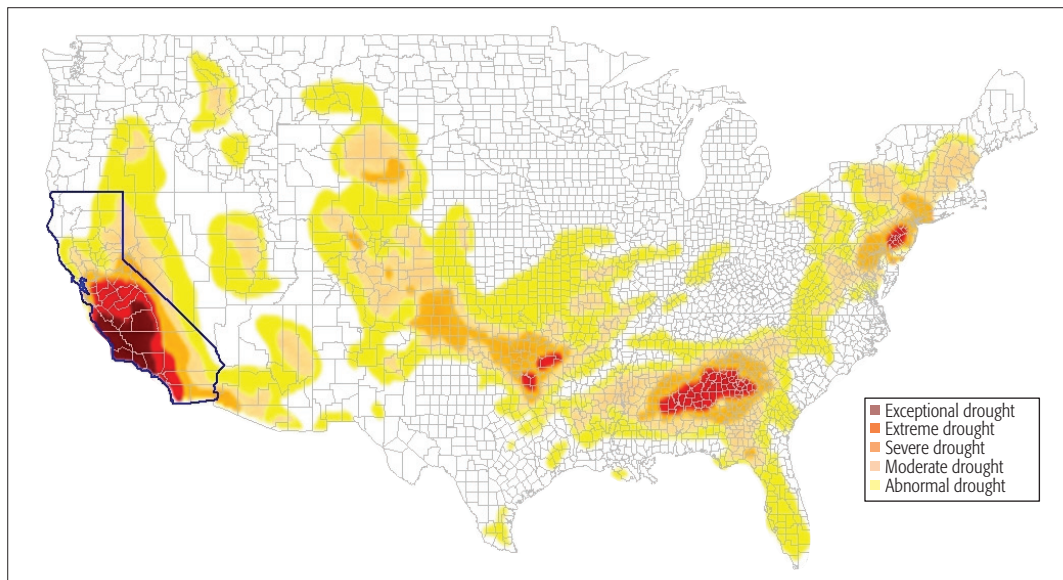 Exceptional drought
Extreme drought
Severe drought
Moderate drought
Abnormal drought